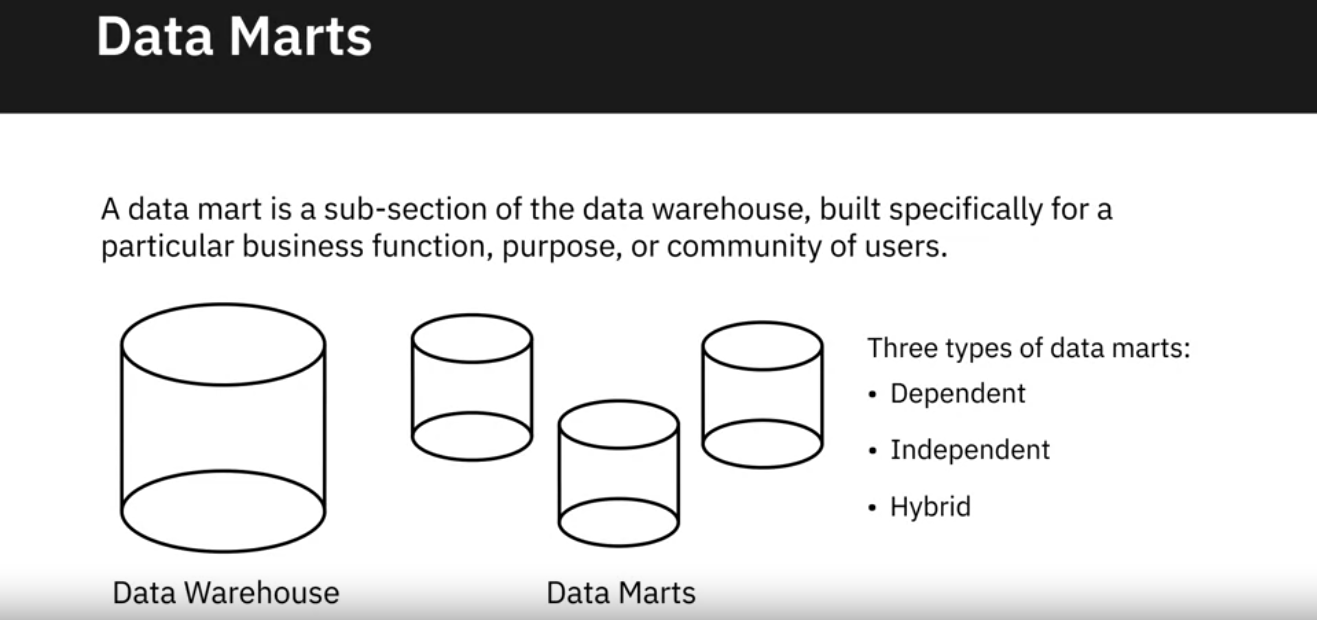 Data Marts
A data mart is a sub-section of the data warehouse, built specifically for a
particular business function, purpose, or community of users.
Three types of data marts:
• Dependent
• Independent
• Hybrid
Data Warehouse
Data Marts